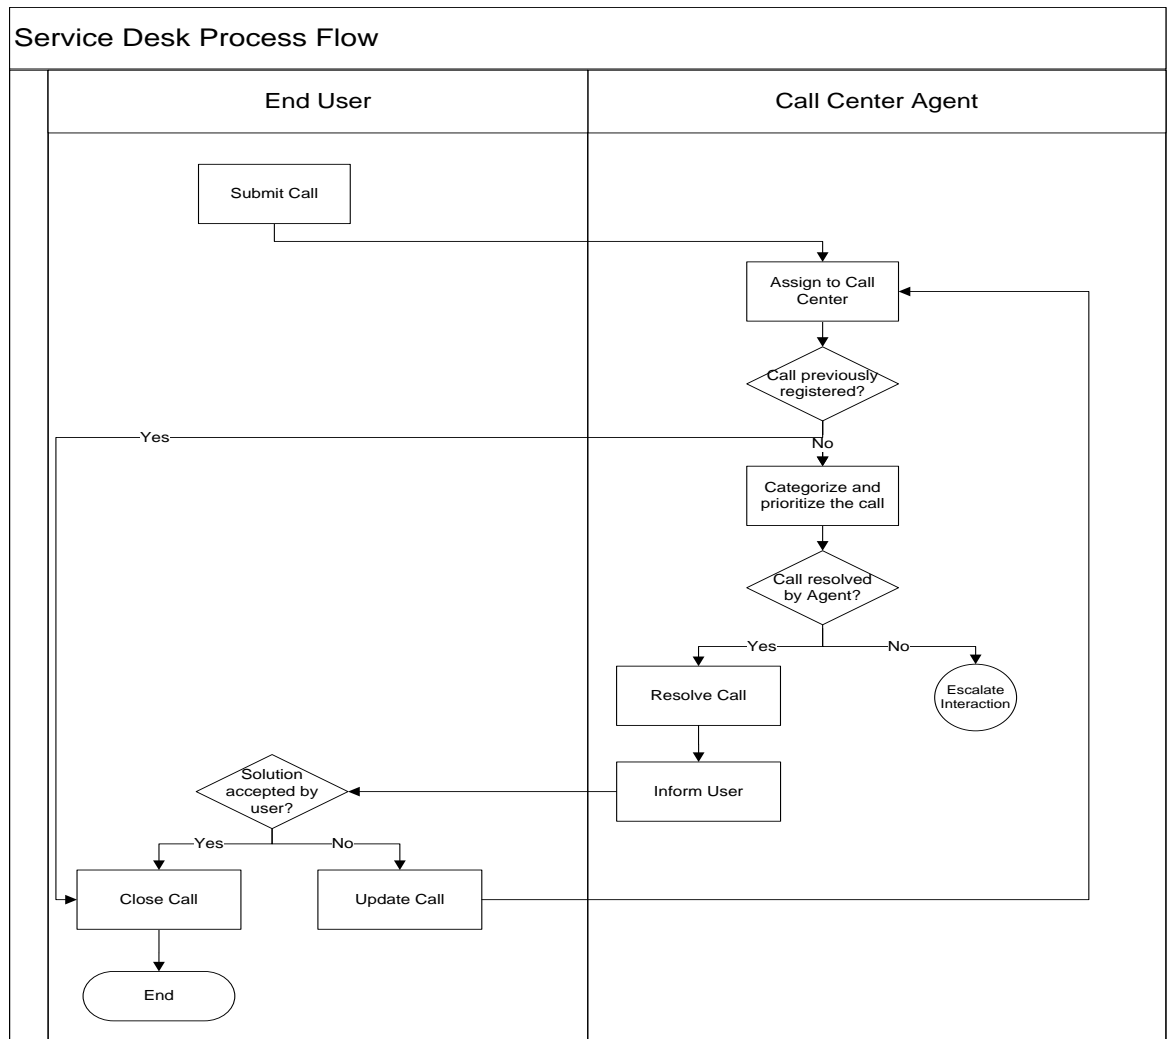 Service Desk Process Flow
End User
Call Center Agent
Submit Call
Assign to Call
Center
Call previously
registered?
Yes
No
Categorize and
prioritize the call
Call resolved
by Agent?
Yes
No
Resolve Call
Escalate
Interaction
Solution
accepted by
user?
Inform User
Yes
No
Close Call
Update Call
End